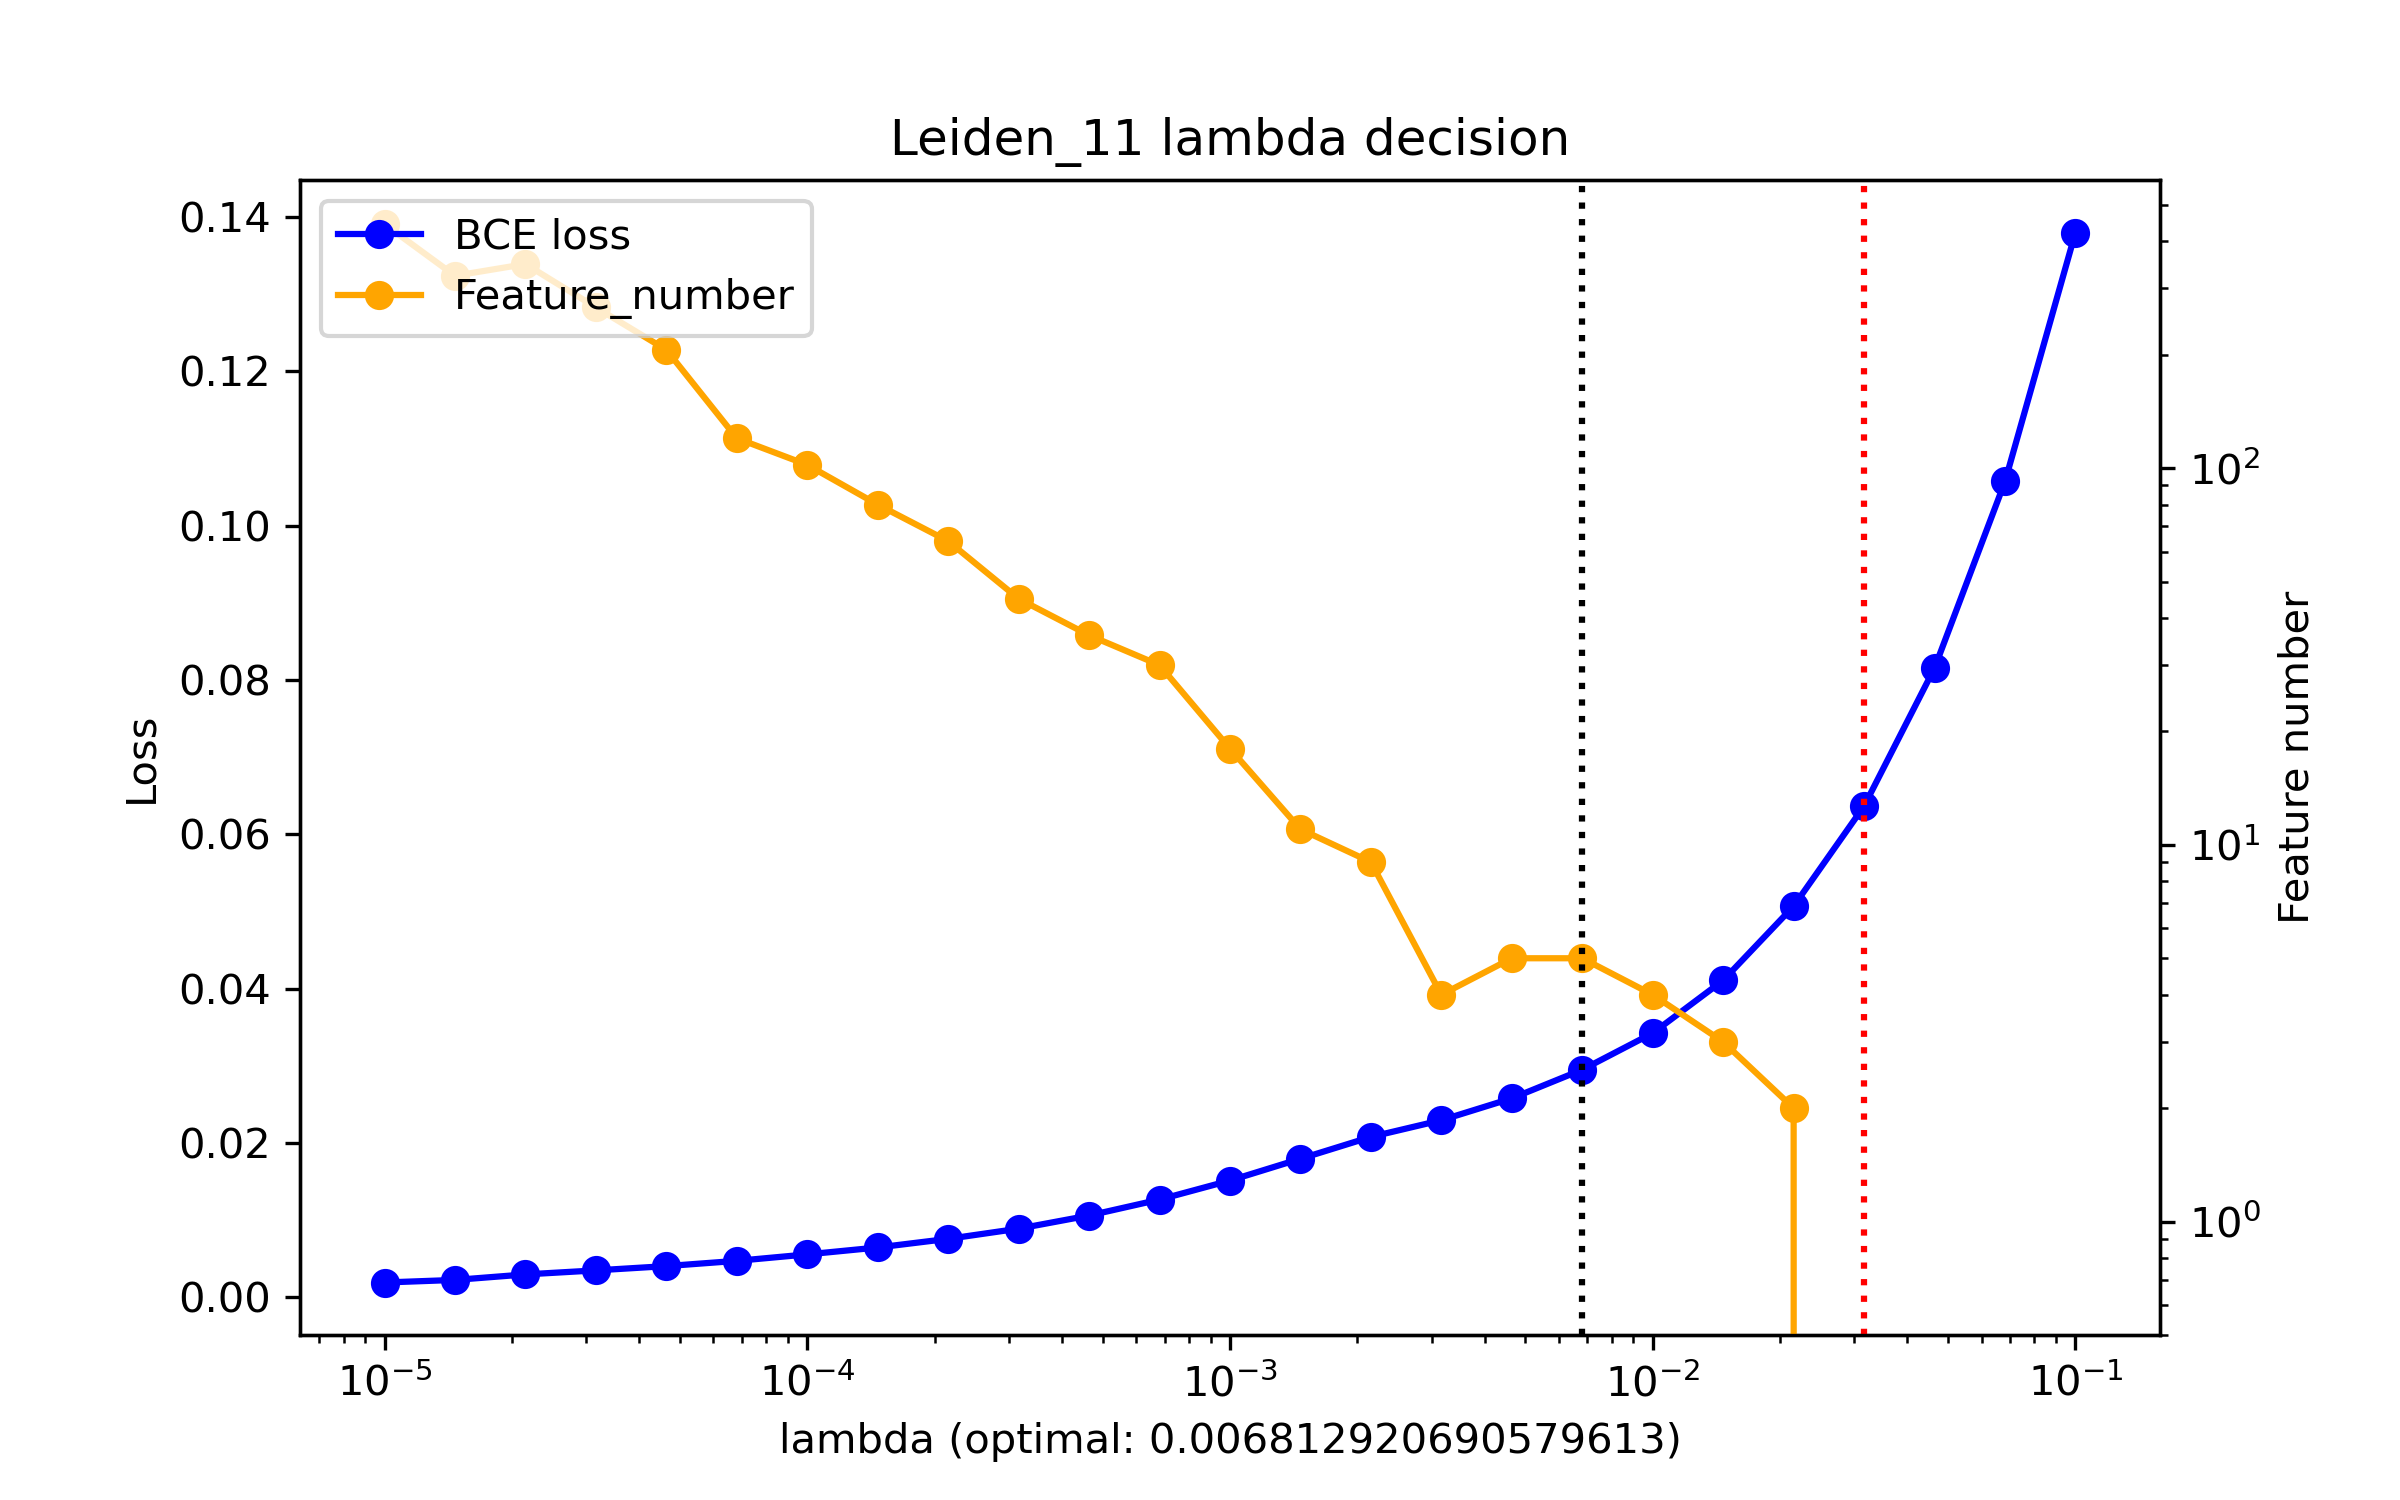 Leiden_11 lambda decision
BCE loss
Feature_number
0.14
0.12
0.10
0.08
0.06
0.04
0.02
0.00
Loss
10²
10¹
10⁰
Feature number
10⁻⁵ 10⁻⁴ 10⁻³ 10⁻² 10⁻¹
lambda (optimal: 0.006812920690579613)